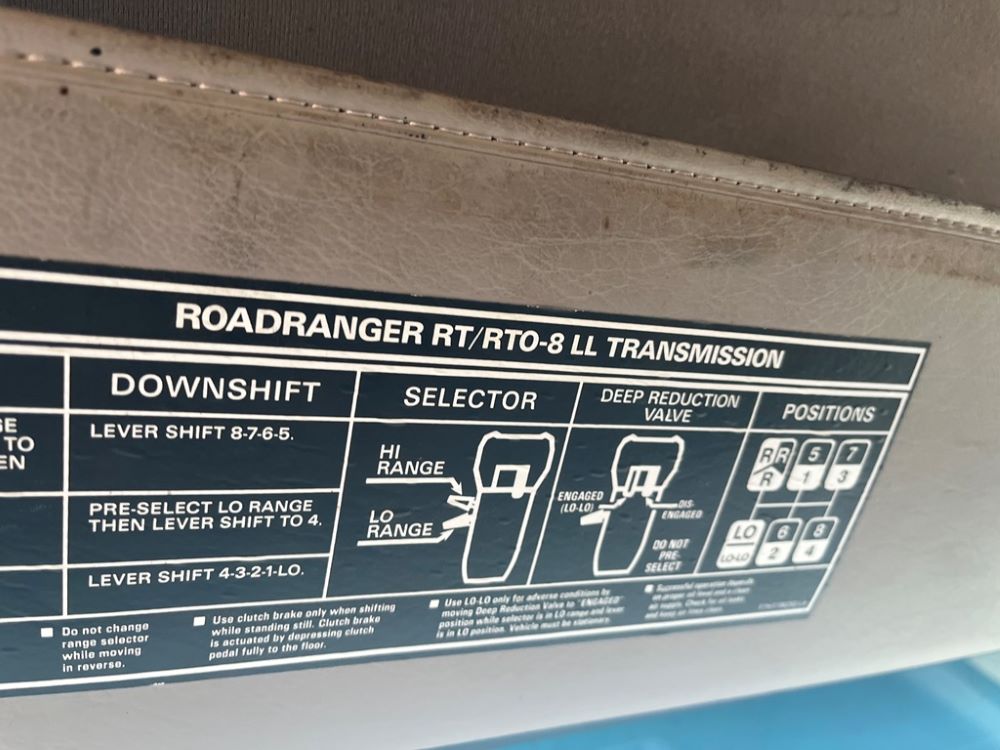 ROADRANGER RT/RTO-8 LL TRANSMISSION
DOWNSHIFT
SELECTOR
DEEP REDUCTION
VALVE
POSITIONS
TO
LEVER SHIFT 8-7-6-5.
PRE-SELECT LO RANGE
THEN LEVER SHIFT TO 4.
LEVER SHIFT 4-3-2-1-LO.
HI
RANGE
LO
RANGE
ENGAGED
(LO-LO)
DIS-
ENGAGED
DO NOT
PRE-
SELECT
R R 5 7
R 1 3
LO 6 8
LO-LO 2 4
Do not change
range selector
while moving
in reverse.
Use clutch brake only when shifting
while standing still. Clutch brake
is actuated by depressing clutch
pedal fully to the floor.
Use LO-LO only for adverse conditions by
moving Deep Reduction Valve to "ENGAGED"
position while selector is in LO range and lever
is in LO position. Vehicle must be stationary.
Successful operation depends